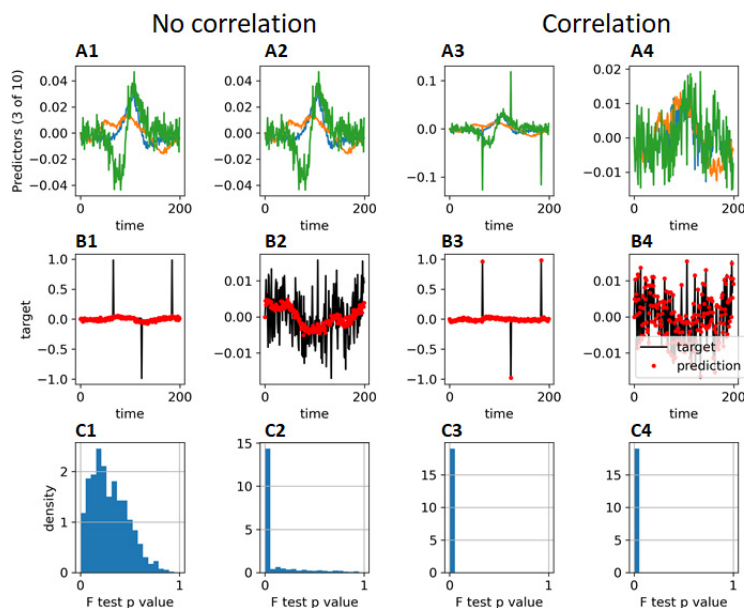 No correlation Correlation
A1 A2 A3 A4
Predictors (3 of 10)
0.04
0.02
0.00
−0.02
−0.04
0 200
time
0.04
0.02
0.00
−0.02
−0.04
0 200
time
0.1
0.0
−0.1
0 200
time
0.02
0.01
0.00
−0.01
0 200
time
B1 B2 B3 B4
target
1.0
0.5
0.0
−0.5
−1.0
0 200
time
0.01
0.00
−0.01
0 200
time
1.0
0.5
0.0
−0.5
−1.0
0 200
time
0.01
0.00
−0.01
target
prediction
0 200
time
C1 C2 C3 C4
density
2
1
0
0 1
F test p value
15
10
5
0
0 1
F test p value
15
10
5
0
0 1
F test p value
15
10
5
0
0 1
F test p value